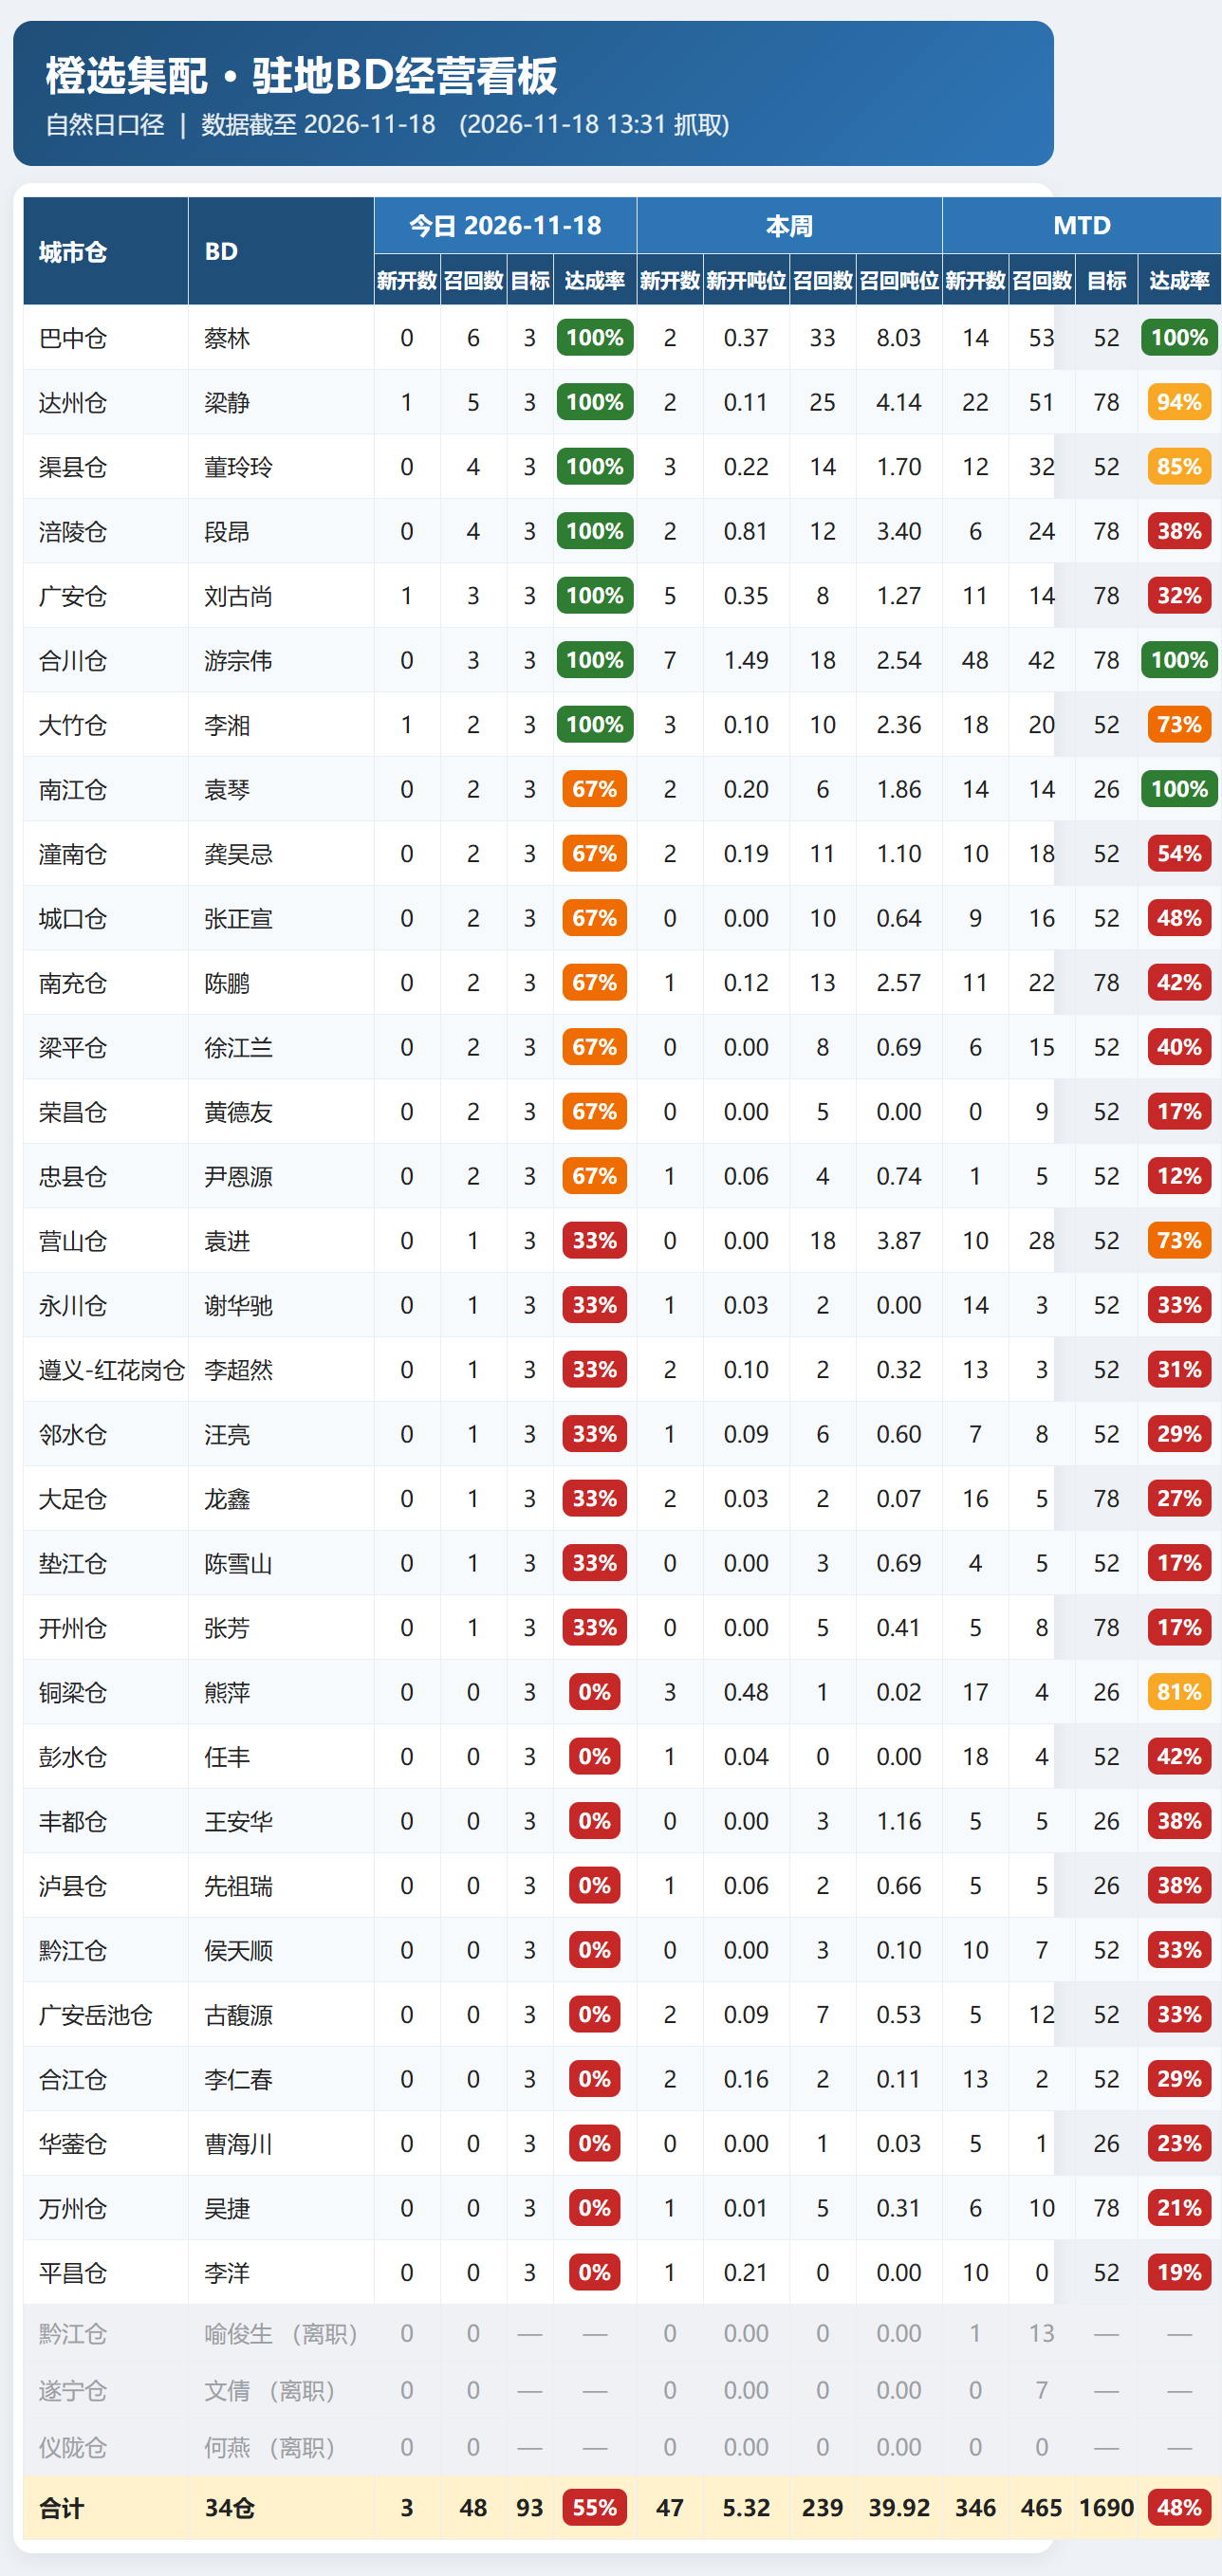 橙选集配 • 驻地BD经营看板
自然日口径 | 数据截至 2026-11-18 (2026-11-18 13:31 抓取)
城市仓 BD 今日 2026-11-18 本周 MTD
新开数 召回数 目标 达成率 新开数 新开吨位 召回数 召回吨位 新开数 召回数 目标 达成率
巴中仓 蔡林 0 6 3 100% 2 0.37 33 8.03 14 53 52 100%
达州仓 梁静 1 5 3 100% 2 0.11 25 4.14 22 51 78 94%
渠县仓 董玲玲 0 4 3 100% 3 0.22 14 1.70 12 32 52 85%
涪陵仓 段昂 0 4 3 100% 2 0.81 12 3.40 6 24 78 38%
广安仓 刘古尚 1 3 3 100% 5 0.35 8 1.27 11 14 78 32%
合川仓 游宗伟 0 3 3 100% 7 1.49 18 2.54 48 42 78 100%
大竹仓 李湘 1 2 3 100% 3 0.10 10 2.36 18 20 52 73%
南江仓 袁琴 0 2 3 67% 2 0.20 6 1.86 14 14 26 100%
潼南仓 龚吴忌 0 2 3 67% 2 0.19 11 1.10 10 18 52 54%
城口仓 张正宣 0 2 3 67% 0 0.00 10 0.64 9 16 52 48%
南充仓 陈鹏 0 2 3 67% 1 0.12 13 2.57 11 22 78 42%
梁平仓 徐江兰 0 2 3 67% 0 0.00 8 0.69 6 15 52 40%
荣昌仓 黄德友 0 2 3 67% 0 0.00 5 0.00 0 9 52 17%
忠县仓 尹恩源 0 2 3 67% 1 0.06 4 0.74 1 5 52 12%
营山仓 袁进 0 1 3 33% 0 0.00 18 3.87 10 28 52 73%
永川仓 谢华驰 0 1 3 33% 1 0.03 2 0.00 14 3 52 33%
遵义-红花岗仓 李超然 0 1 3 33% 2 0.10 2 0.32 13 3 52 31%
邻水仓 汪亮 0 1 3 33% 1 0.09 6 0.60 7 8 52 29%
大足仓 龙鑫 0 1 3 33% 2 0.03 2 0.07 16 5 78 27%
垫江仓 陈雪山 0 1 3 33% 0 0.00 3 0.69 4 5 52 17%
开州仓 张芳 0 1 3 33% 0 0.00 5 0.41 5 8 78 17%
铜梁仓 熊萍 0 0 3 0% 3 0.48 1 0.02 17 4 26 81%
彭水仓 任丰 0 0 3 0% 1 0.04 0 0.00 18 4 52 42%
丰都仓 王安华 0 0 3 0% 0 0.00 3 1.16 5 5 26 38%
泸县仓 先祖瑞 0 0 3 0% 1 0.06 2 0.66 5 5 26 38%
黔江仓 侯天顺 0 0 3 0% 0 0.00 3 0.10 10 7 52 33%
广安岳池仓 古馥源 0 0 3 0% 2 0.09 7 0.53 5 12 52 33%
合江仓 李仁春 0 0 3 0% 2 0.16 2 0.11 13 2 52 29%
华蓥仓 曹海川 0 0 3 0% 0 0.00 1 0.03 5 1 26 23%
万州仓 吴捷 0 0 3 0% 1 0.01 5 0.31 6 10 78 21%
平昌仓 李洋 0 0 3 0% 1 0.21 0 0.00 10 0 52 19%
黔江仓 喻俊生 （离职） 0 0 — — 0 0.00 0 0.00 1 13 — —
遂宁仓 文倩 （离职） 0 0 — — 0 0.00 0 0.00 0 7 — —
仪陇仓 何燕 （离职） 0 0 — — 0 0.00 0 0.00 0 0 — —
合计 34仓 3 48 93 55% 47 5.32 239 39.92 346 465 1690 48%